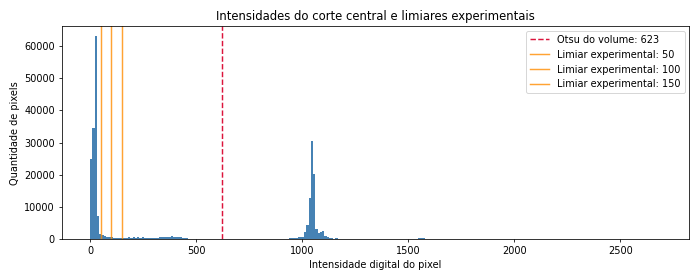 Intensidades do corte central e limiares experimentais
Quantidade de pixels
60000
50000
40000
30000
20000
10000
0
Otsu do volume: 623
Limiar experimental: 50
Limiar experimental: 100
Limiar experimental: 150
0 500 1000 1500 2000 2500
Intensidade digital do pixel